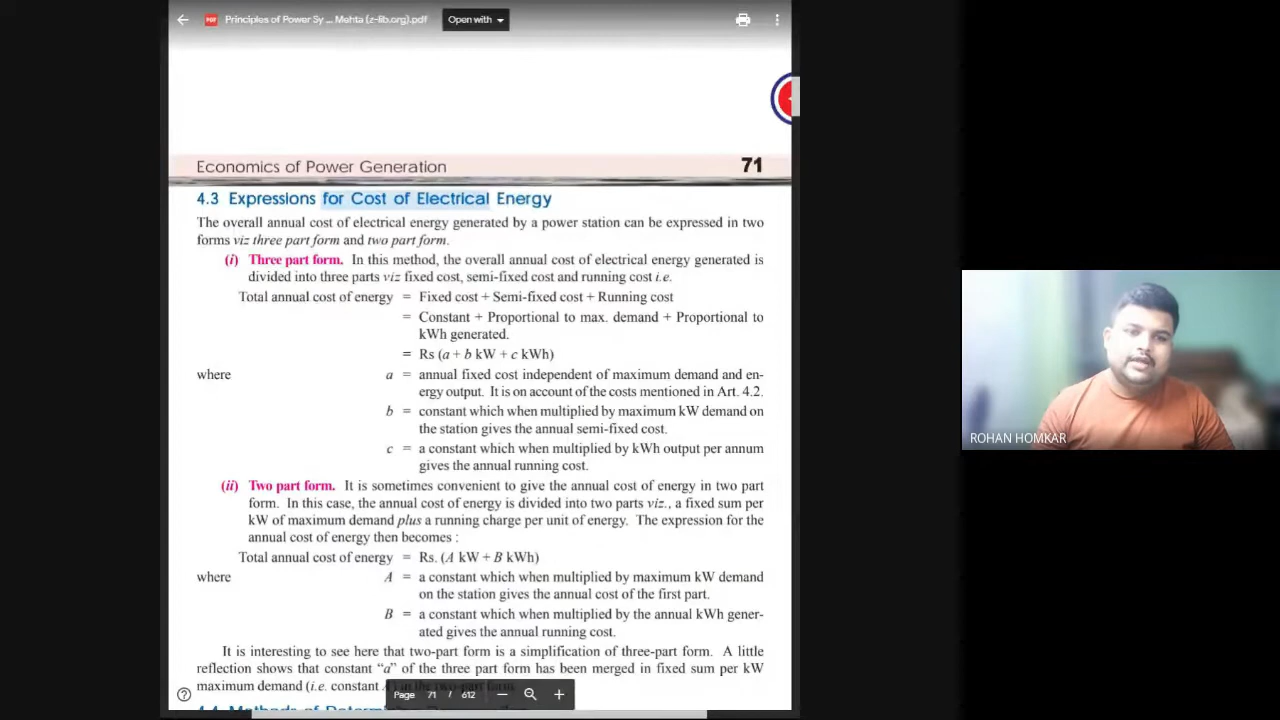 Principles of Power Sy ... Mehta (z-lib.org).pdf
Open with
Economics of Power Generation 71
4.3 Expressions for Cost of Electrical Energy
The overall annual cost of electrical energy generated by a power station can be expressed in two
forms viz three part form and two part form.
(i) Three part form. In this method, the overall annual cost of electrical energy generated is
divided into three parts viz fixed cost, semi-fixed cost and running cost i.e.
Total annual cost of energy = Fixed cost + Semi-fixed cost + Running cost
= Constant + Proportional to max. demand + Proportional to
kWh generated.
= Rs (a + b kW + c kWh)
where a = annual fixed cost independent of maximum demand and en-
ergy output. It is on account of the costs mentioned in Art. 4.2.
b = constant which when multiplied by maximum kW demand on
the station gives the annual semi-fixed cost.
c = a constant which when multiplied by kWh output per annum
gives the annual running cost.
(ii) Two part form. It is sometimes convenient to give the annual cost of energy in two part
form. In this case, the annual cost of energy is divided into two parts viz., a fixed sum per
kW of maximum demand plus a running charge per unit of energy. The expression for the
annual cost of energy then becomes :
Total annual cost of energy = Rs. (A kW + B kWh)
where A = a constant which when multiplied by maximum kW demand
on the station gives the annual cost of the first part.
B = a constant which when multiplied by the annual kWh gener-
ated gives the annual running cost.
It is interesting to see here that two-part form is a simplification of three-part form. A little
reflection shows that constant “a” of the three part form has been merged in fixed sum per kW
maximum demand (i.e. constant
Page 71 / 612
ROHAN HOMKAR